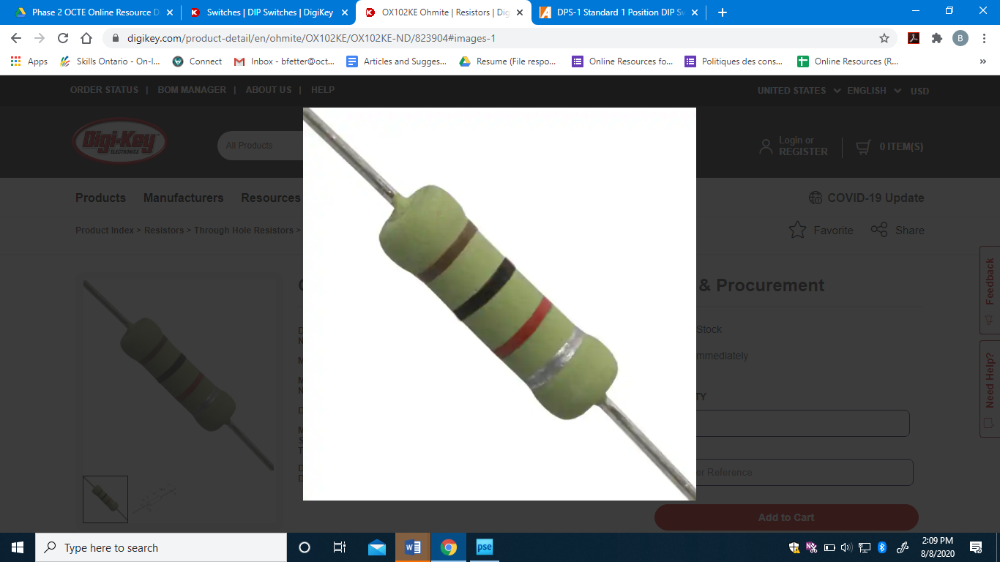 Phase 2 OCTE Online Resource D
Switches | DIP Switches | DigiKey
OX102KE Ohmite | Resistors | Dig
DPS-1 Standard 1 Position DIP Sw
digikey.com/product-detail/en/ohmite/OX102KE/OX102KE-ND/823904#images-1
B
Apps
Skills Ontario - On-l...
Connect
Inbox - bfetter@oct...
Articles and Sugges...
Resume (File respo...
Online Resources fo...
Politiques des cons...
Online Resources (R...
ORDER STATUS | BOM MANAGER | ABOUT US | HELP
UNITED STATES ENGLISH USD
Digi-Key
ELECTRONICS
All Products
Login or
REGISTER
0 ITEM(S)
Products Manufacturers Resources
COVID-19 Update
Product Index > Resistors > Through Hole Resistors >
Favorite Share
& Procurement
Stock
mmediately
TY
er Reference
Add to Cart
Feedback
Need Help?
Type here to search
pse
2:09 PM
8/8/2020